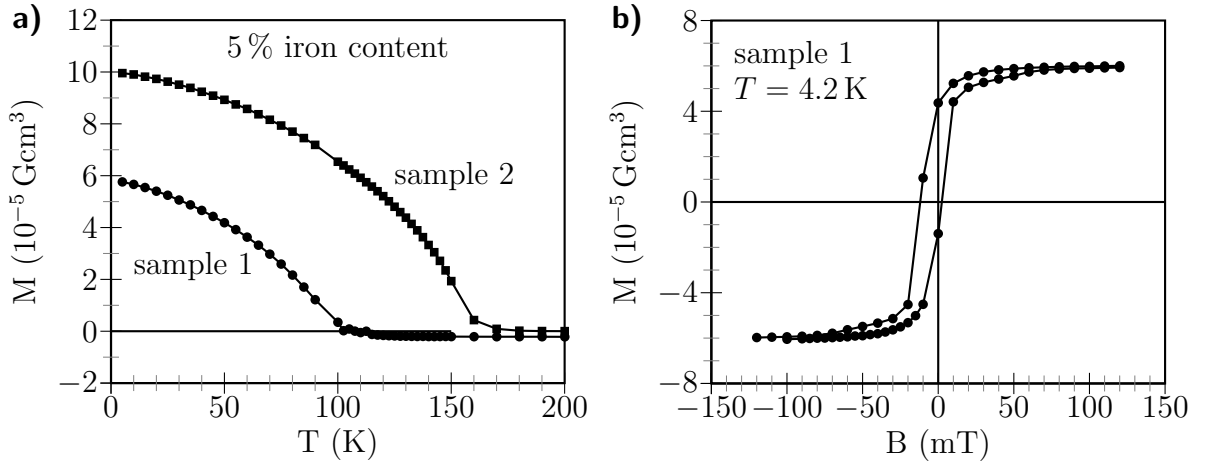 a)
5 % iron content
sample 2
sample 1
M (10⁻⁵ Gcm³)
12
10
8
6
4
2
0
−2
0 50 100 150 200
T (K)
b)
sample 1
T = 4.2 K
M (10⁻⁵ Gcm³)
8
4
0
−4
−8
−150 −100 −50 0 50 100 150
B (mT)